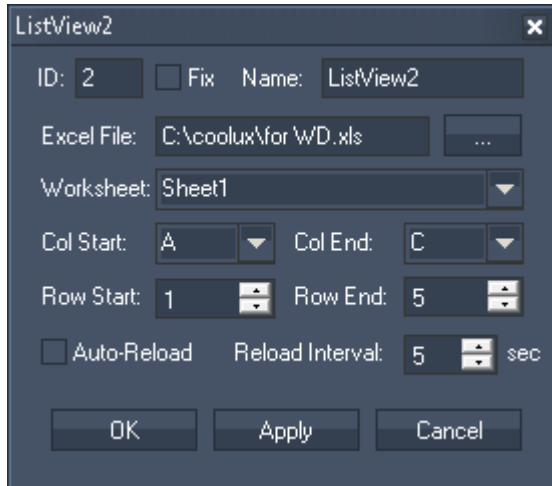 ListView2
ID: 2 Fix Name: ListView2
Excel File: C:\coolux\for WD.xls ...
Worksheet: Sheet1
Col Start: A Col End: C
Row Start: 1 Row End: 5
Auto-Reload Reload Interval: 5 sec
OK Apply Cancel